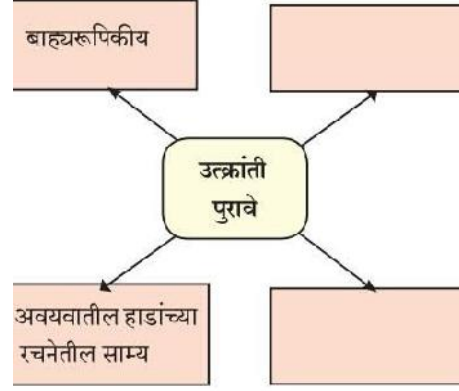 बाह्यरूपिकीय
उत्क्रांती
पुरावे
अवयवातील हाडांच्या
रचनेतील साम्य